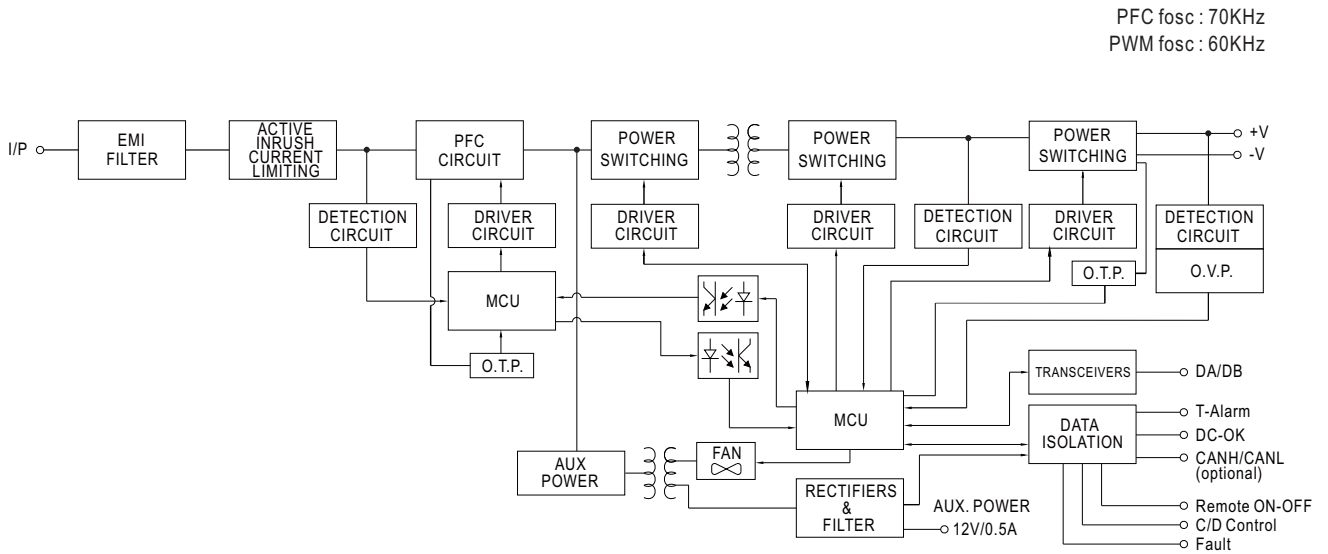 PFC fosc : 70KHz
PWM fosc : 60KHz
I/P
EMI
FILTER
ACTIVE
INRUSH
CURRENT
LIMITING
PFC
CIRCUIT
POWER
SWITCHING
POWER
SWITCHING
POWER
SWITCHING
+V
-V
DETECTION
CIRCUIT
DRIVER
CIRCUIT
DRIVER
CIRCUIT
DRIVER
CIRCUIT
DETECTION
CIRCUIT
DRIVER
CIRCUIT
DETECTION
CIRCUIT
O.V.P.
O.T.P.
MCU
O.T.P.
MCU
TRANSCEIVERS
DA/DB
DATA
ISOLATION
T-Alarm
DC-OK
CANH/CANL
(optional)
AUX
POWER
FAN
RECTIFIERS
&
FILTER
AUX. POWER
12V/0.5A
Remote ON-OFF
C/D Control
Fault